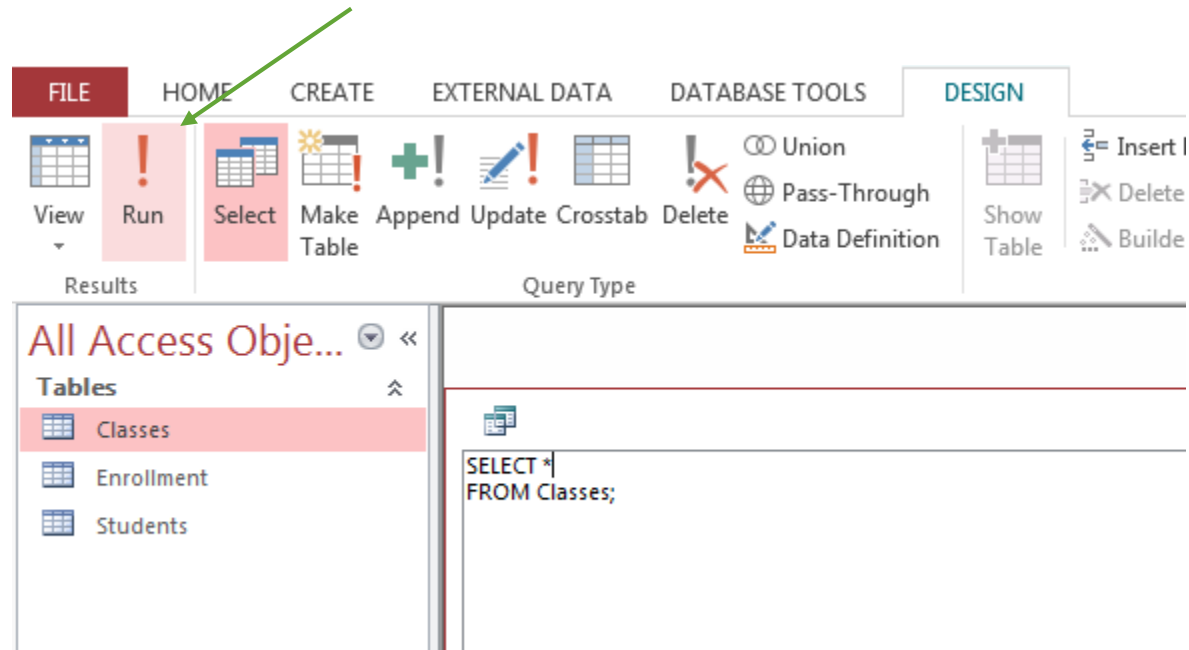 FILE HOME CREATE EXTERNAL DATA DATABASE TOOLS DESIGN
View
Run
Select
Make
Table
Append
Update
Crosstab
Delete
Union
Pass-Through
Data Definition
Show
Table
Insert
Delete
Builde
Results
Query Type
All Access Obje... «
Tables
Classes
Enrollment
Students
SELECT *
FROM Classes;